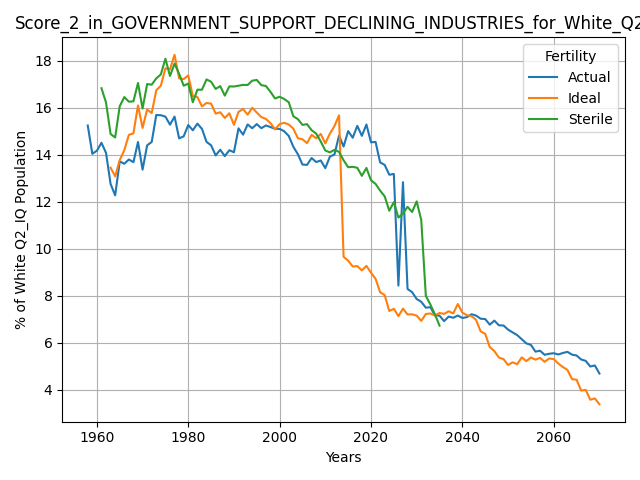 Score_2_in_GOVERNMENT_SUPPORT_DECLINING_INDUSTRIES_for_White_Q2
Fertility
Actual
Ideal
Sterile
% of White Q2_IQ Population
18
16
14
12
10
8
6
4
1960 1980 2000 2020 2040 2060
Years